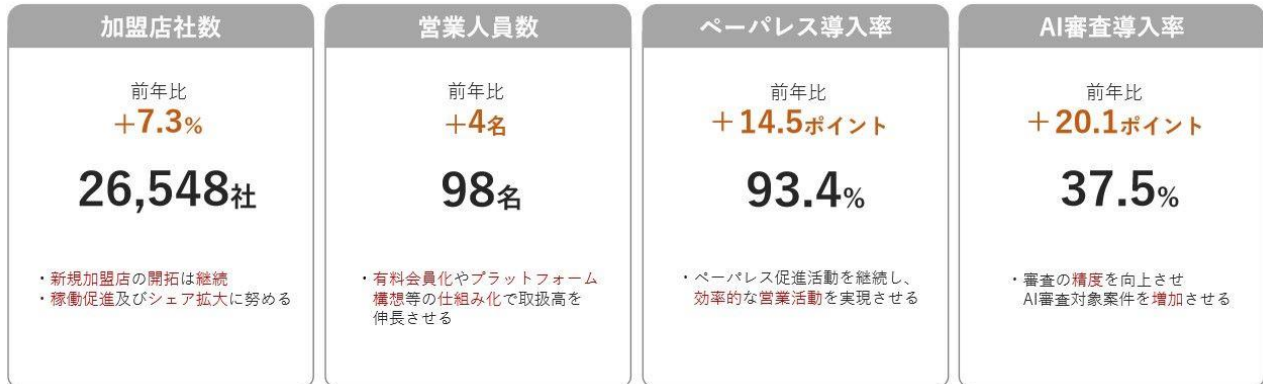 加盟店社数
前年比
+7.3%
26,548社
・新規加盟店の開拓は継続
・稼働促進及びシェア拡大に努める
営業人員数
前年比
+4名
98名
・有料会員化やプラットフォーム
構想等の仕組み化で取扱高を
伸長させる
ペーパレス導入率
前年比
+14.5ポイント
93.4%
・ペーパレス促進活動を継続し、
効率的な営業活動を実現させる
AI審査導入率
前年比
+20.1ポイント
37.5%
・審査の精度を向上させ
AI審査対象案件を増加させる